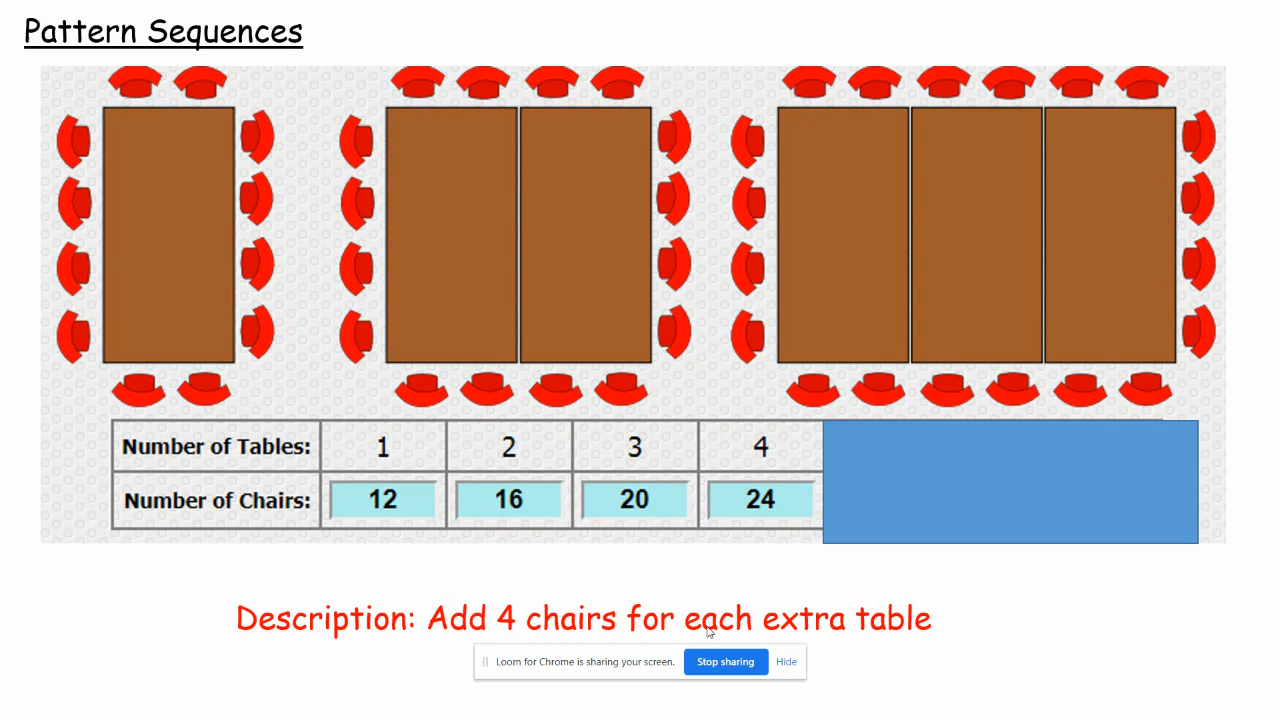 Pattern Sequences
Number of Tables: 1 2 3 4
Number of Chairs: 12 16 20 24
Description: Add 4 chairs for each extra table
Loom for Chrome is sharing your screen. Stop sharing Hide